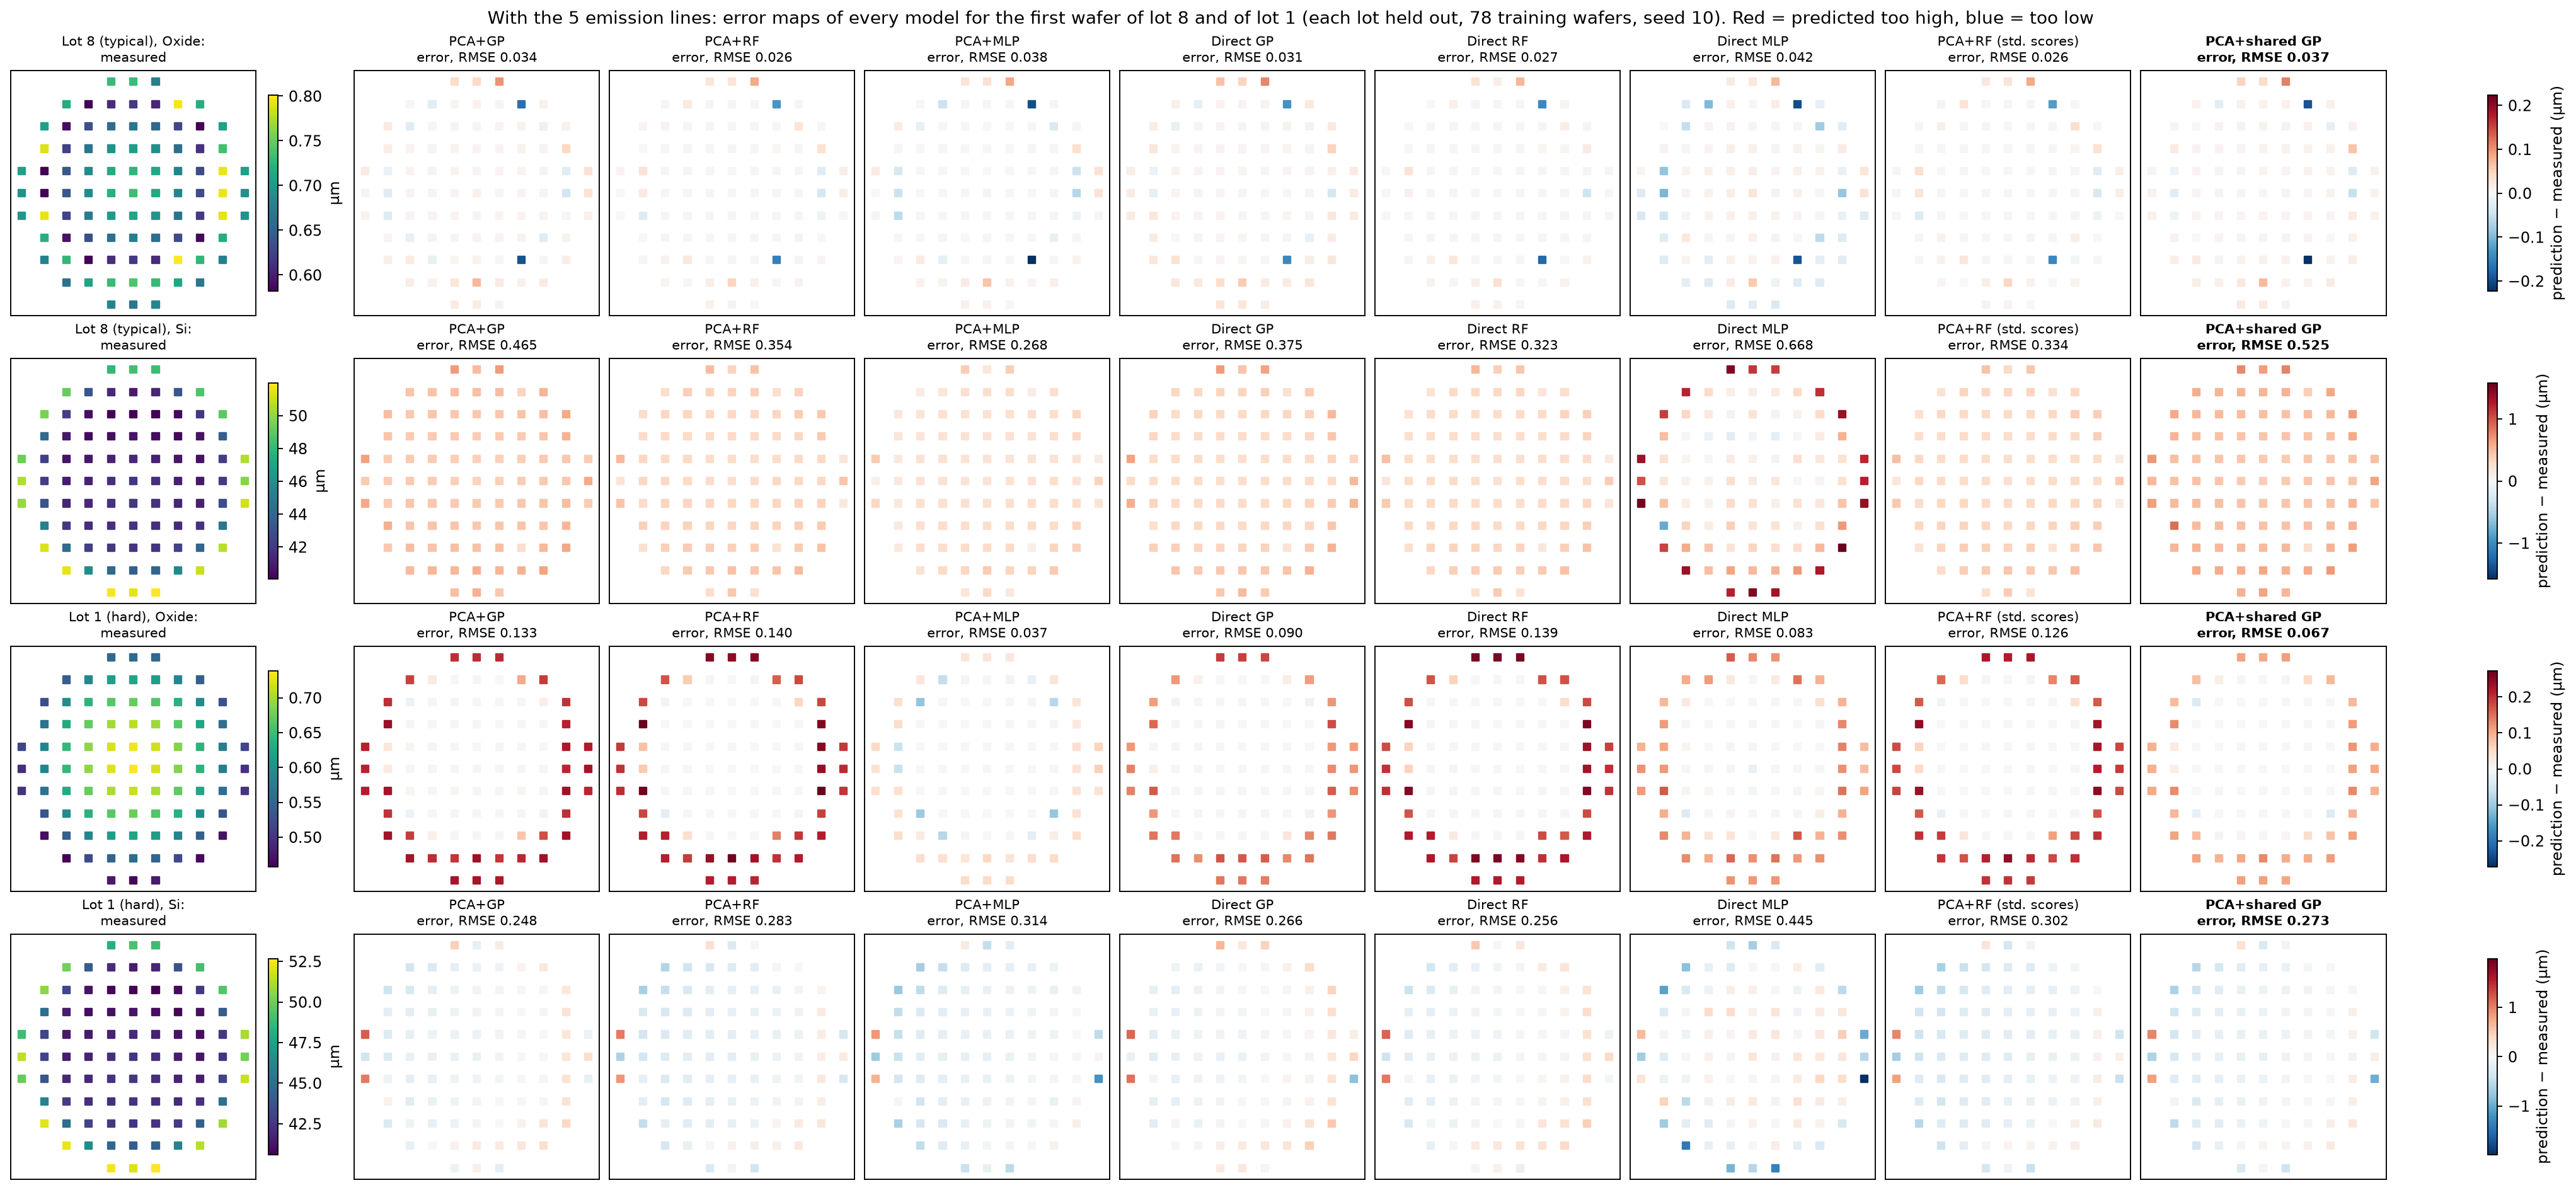 With the 5 emission lines: error maps of every model for the first wafer of lot 8 and of lot 1 (each lot held out, 78 training wafers, seed 10). Red = predicted too high, blue = too low
Lot 8 (typical), Oxide:
measured
PCA+GP
error, RMSE 0.034
PCA+RF
error, RMSE 0.026
PCA+MLP
error, RMSE 0.038
Direct GP
error, RMSE 0.031
Direct RF
error, RMSE 0.027
Direct MLP
error, RMSE 0.042
PCA+RF (std. scores)
error, RMSE 0.026
PCA+shared GP
error, RMSE 0.037
0.80
0.75
0.70
0.65
0.60
µm
0.2
0.1
0.0
−0.1
−0.2
prediction − measured (µm)
Lot 8 (typical), Si:
measured
PCA+GP
error, RMSE 0.465
PCA+RF
error, RMSE 0.354
PCA+MLP
error, RMSE 0.268
Direct GP
error, RMSE 0.375
Direct RF
error, RMSE 0.323
Direct MLP
error, RMSE 0.668
PCA+RF (std. scores)
error, RMSE 0.334
PCA+shared GP
error, RMSE 0.525
50
48
46
44
42
µm
1
0
−1
prediction − measured (µm)
Lot 1 (hard), Oxide:
measured
PCA+GP
error, RMSE 0.133
PCA+RF
error, RMSE 0.140
PCA+MLP
error, RMSE 0.037
Direct GP
error, RMSE 0.090
Direct RF
error, RMSE 0.139
Direct MLP
error, RMSE 0.083
PCA+RF (std. scores)
error, RMSE 0.126
PCA+shared GP
error, RMSE 0.067
0.70
0.65
0.60
0.55
0.50
µm
0.2
0.1
0.0
−0.1
−0.2
prediction − measured (µm)
Lot 1 (hard), Si:
measured
PCA+GP
error, RMSE 0.248
PCA+RF
error, RMSE 0.283
PCA+MLP
error, RMSE 0.314
Direct GP
error, RMSE 0.266
Direct RF
error, RMSE 0.256
Direct MLP
error, RMSE 0.445
PCA+RF (std. scores)
error, RMSE 0.302
PCA+shared GP
error, RMSE 0.273
52.5
50.0
47.5
45.0
42.5
µm
1
0
−1
prediction − measured (µm)